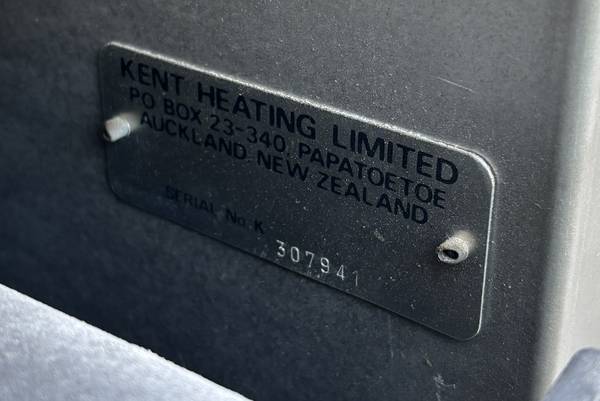 KENT HEATING LIMITED
PO BOX 23-340, PAPATOETOE
AUCKLAND NEW ZEALAND
SERIAL No. K 307941